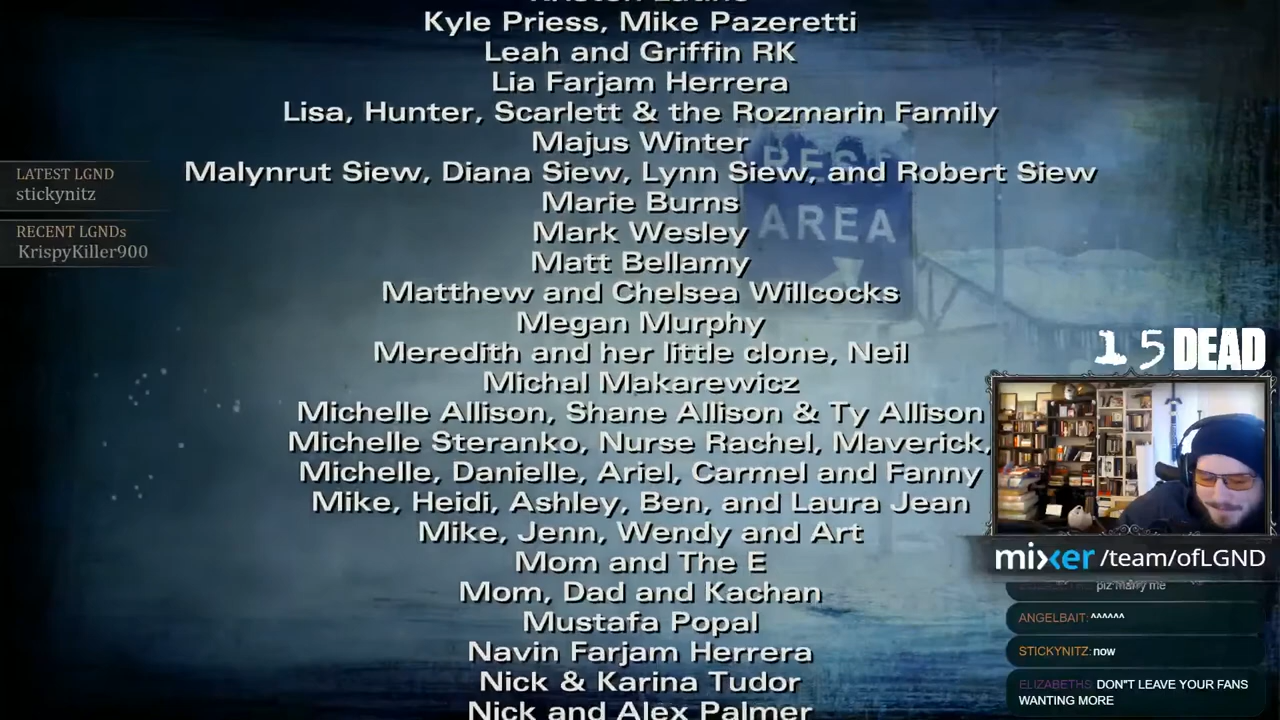 Kyle Priess, Mike Pazeretti
Leah and Griffin RK
Lia Farjam Herrera
Lisa, Hunter, Scarlett & the Rozmarin Family
Majus Winter
Malynrut Siew, Diana Siew, Lynn Siew, and Robert Siew
Marie Burns
Mark Wesley
Matt Bellamy
Matthew and Chelsea Willcocks
Megan Murphy
Meredith and her little clone, Neil
Michal Makarewicz
Michelle Allison, Shane Allison & Ty Allison
Michelle Steranko, Nurse Rachel, Maverick,
Michelle, Danielle, Ariel, Carmel and Fanny
Mike, Heidi, Ashley, Ben, and Laura Jean
Mike, Jenn, Wendy and Art
Mom and The E
Mom, Dad and Kachan
Mustafa Popal
Navin Farjam Herrera
Nick & Karina Tudor
Nick and Alex Palmer
REST
AREA
LATEST LGND
stickynitz
RECENT LGNDs
KrispyKiller900
15 DEAD
mixer /team/ofLGND
plz marry me
ANGELBAIT: ^^^^^^
STICKYNITZ: now
ELIZABETHS: DON"T LEAVE YOUR FANS
WANTING MORE